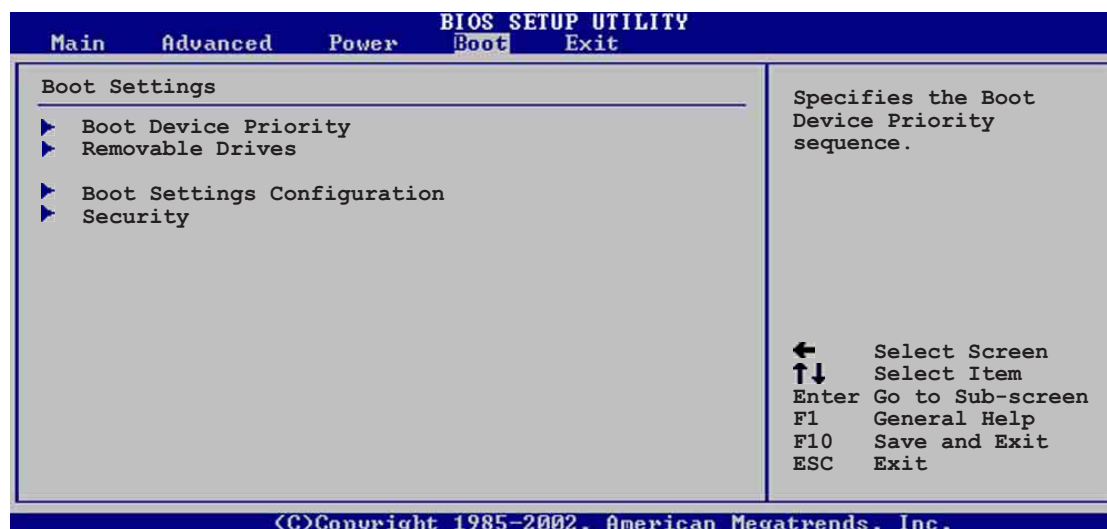 BIOS SETUP UTILITY
Main Advanced Power Boot Exit
Boot Settings
Boot Device Priority
Removable Drives
Boot Settings Configuration
Security
Specifies the Boot
Device Priority
sequence.
← Select Screen
↑↓ Select Item
Enter Go to Sub-screen
F1 General Help
F10 Save and Exit
ESC Exit
(C)Copyright 1985-2002, American Megatrends, Inc.